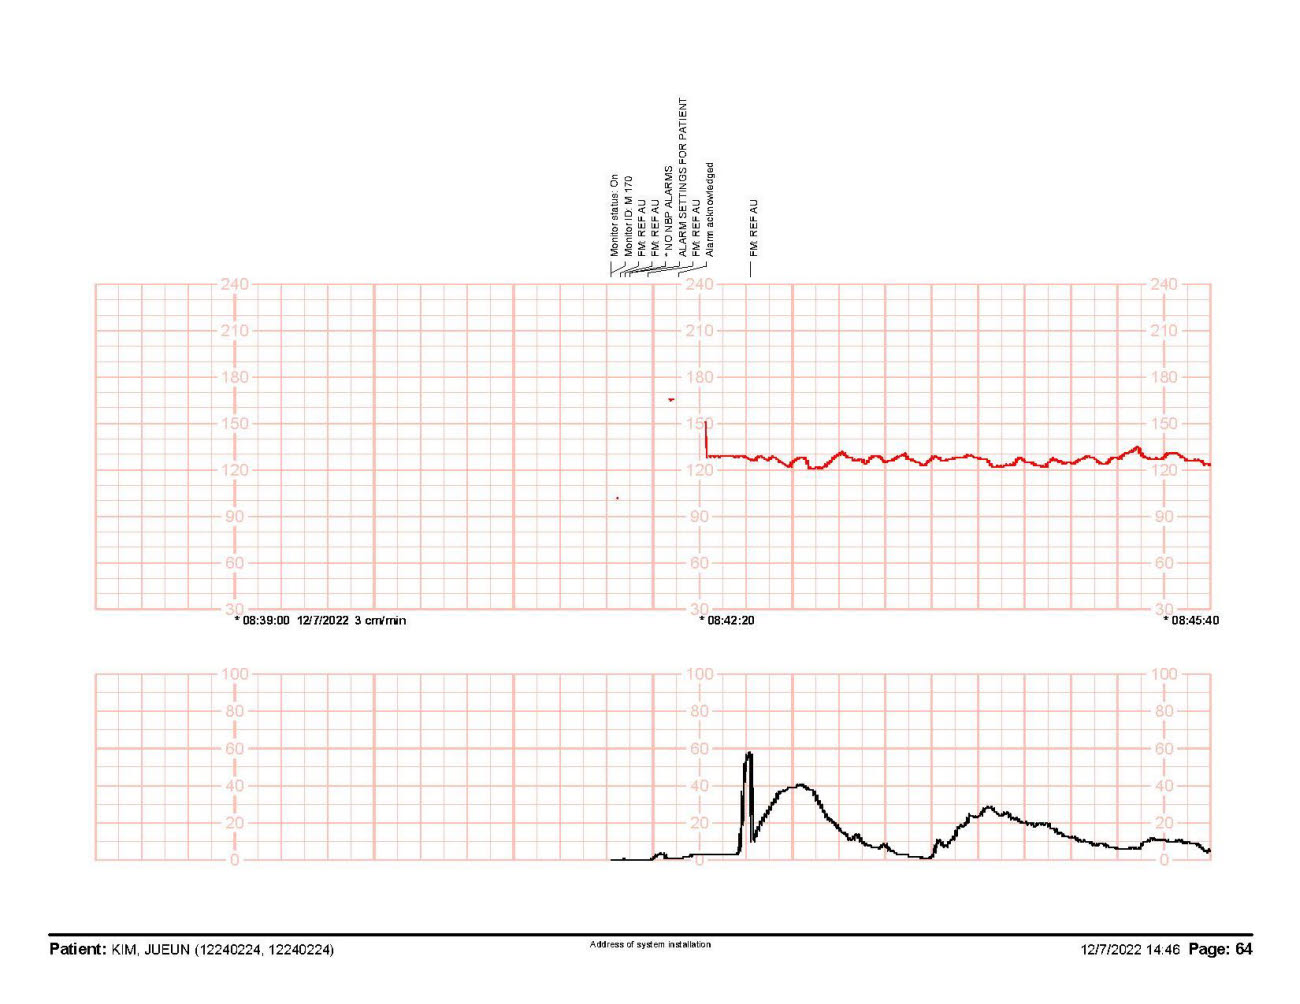 Monitor status: On
Monitor ID: M 170
FM: REF AU
FM: REF AU
* NO NBP ALARMS
ALARM SETTINGS FOR PATIENT
FM: REF AU
Alarm acknowledged
FM: REF AU
240 240 240
210 210 210
180 180 180
150 150 150
120 120 120
90 90 90
60 60 60
30 30 30
* 08:39:00 12/7/2022 3 cm/min * 08:42:20 * 08:45:40
100 100 100
80 80 80
60 60 60
40 40 40
20 20 20
0 0 0
Patient: KIM, JUEUN (12240224, 12240224) Address of system installation 12/7/2022 14:46 Page: 64